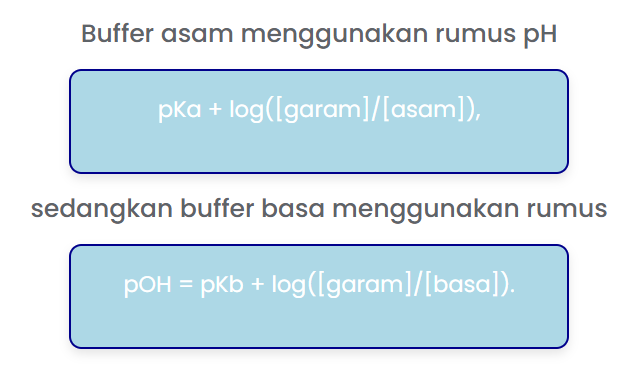 Buffer asam menggunakan rumus pH
pKa + log([garam]/[asam]),
sedangkan buffer basa menggunakan rumus
pOH = pKb + log([garam]/[basa]).